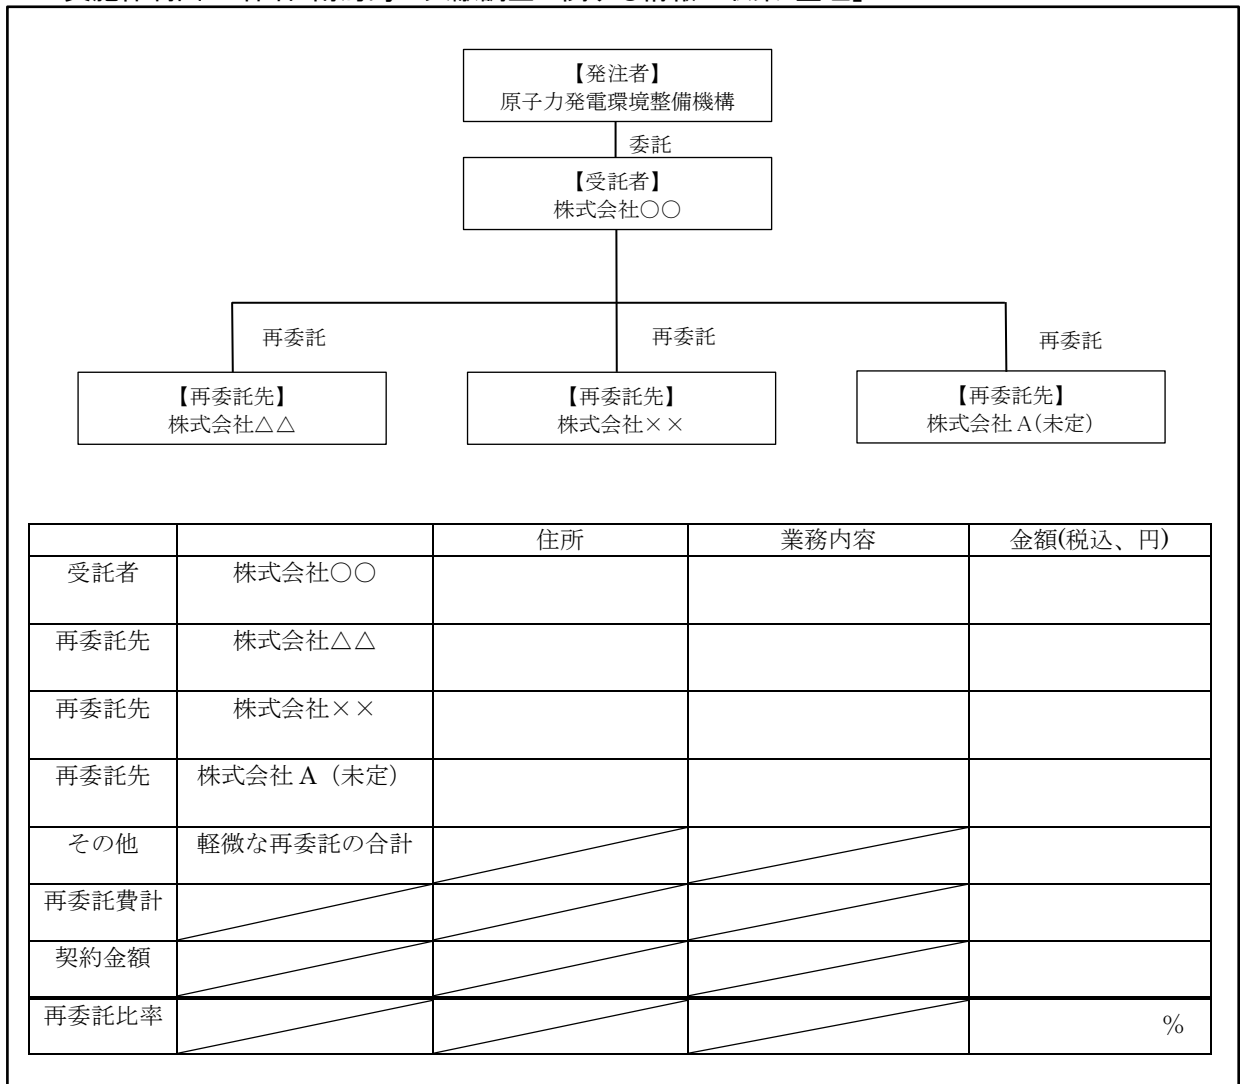 【発注者】
原子力発電環境整備機構
委託
【受託者】
株式会社〇〇
再委託
再委託
再委託
【再委託先】
株式会社△△
【再委託先】
株式会社××
【再委託先】
株式会社 A(未定)
住所 業務内容 金額(税込、円)
受託者 株式会社〇〇
再委託先 株式会社△△
再委託先 株式会社××
再委託先 株式会社 A（未定）
その他 軽微な再委託の合計
再委託費計
契約金額
再委託比率 %